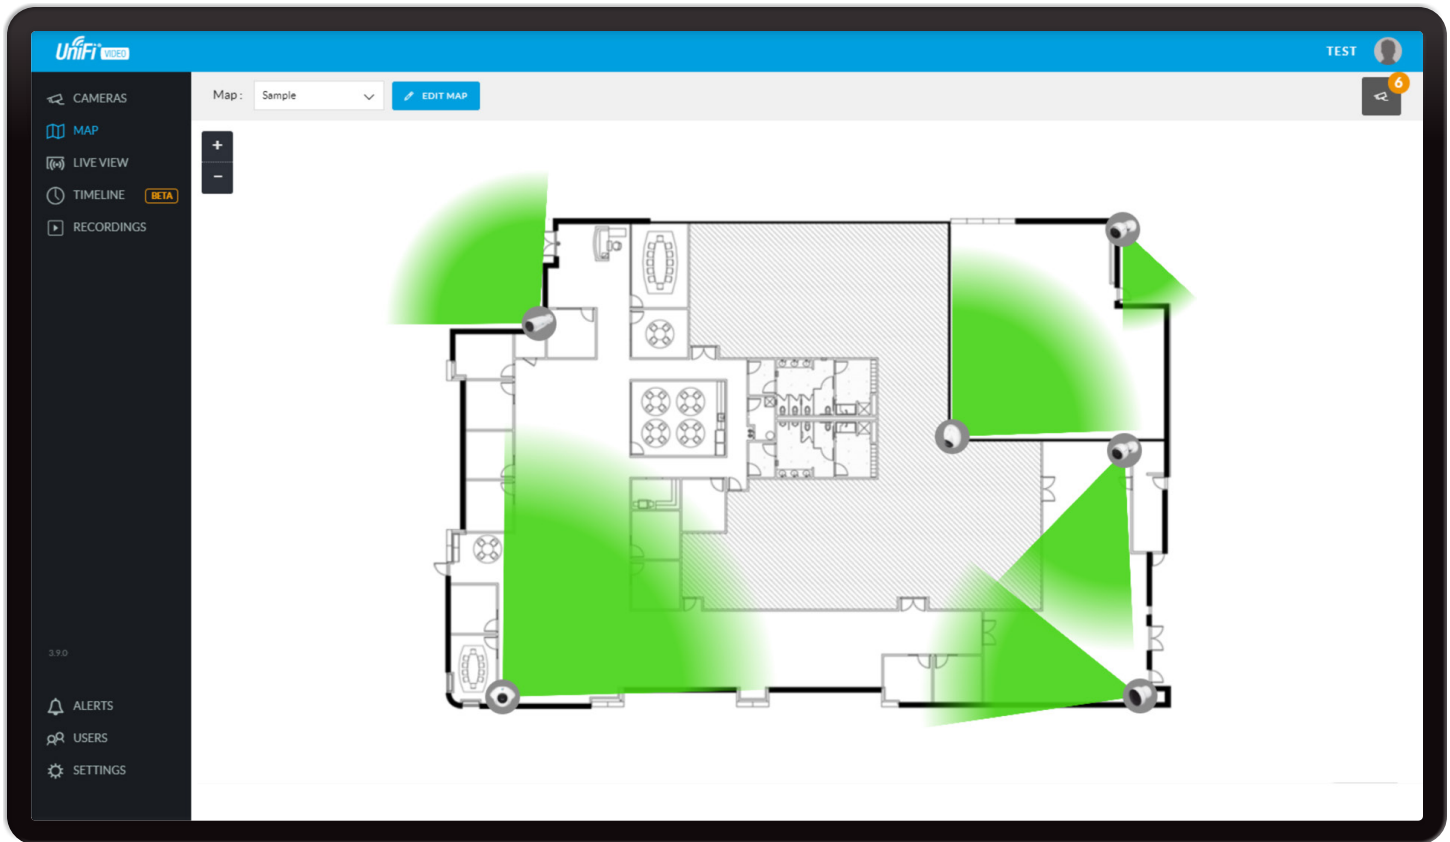 UniFi VIDEO
TEST
CAMERAS
MAP
LIVE VIEW
TIMELINE BETA
RECORDINGS
Map: Sample EDIT MAP
6
+
−
3.9.0
ALERTS
USERS
SETTINGS